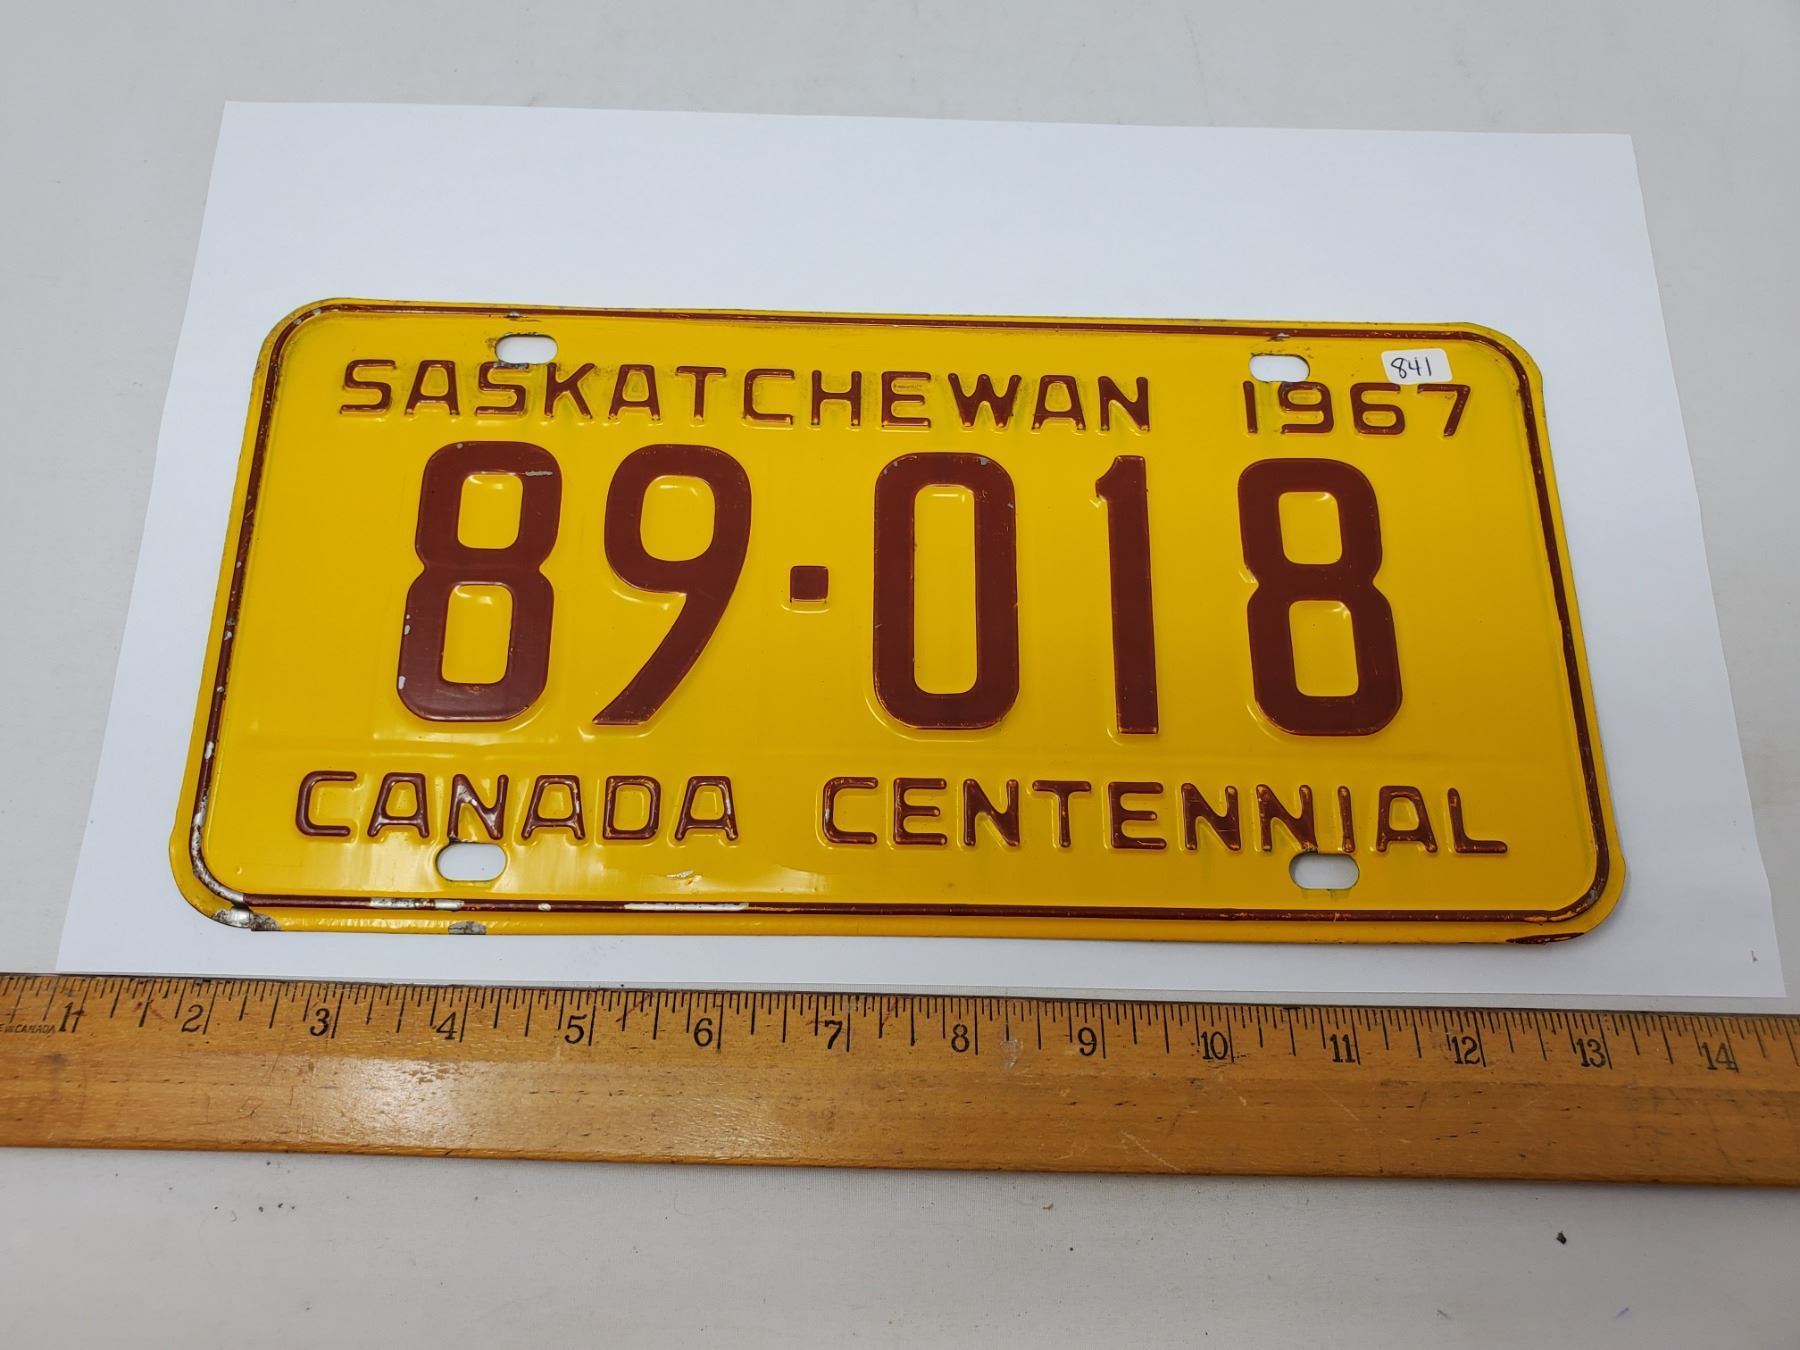 SASKATCHEWAN 1967
841
89-018
CANADA CENTENNIAL
1 2 3 4 5 6 7 8 9 10 11 12 13 14
CANADA